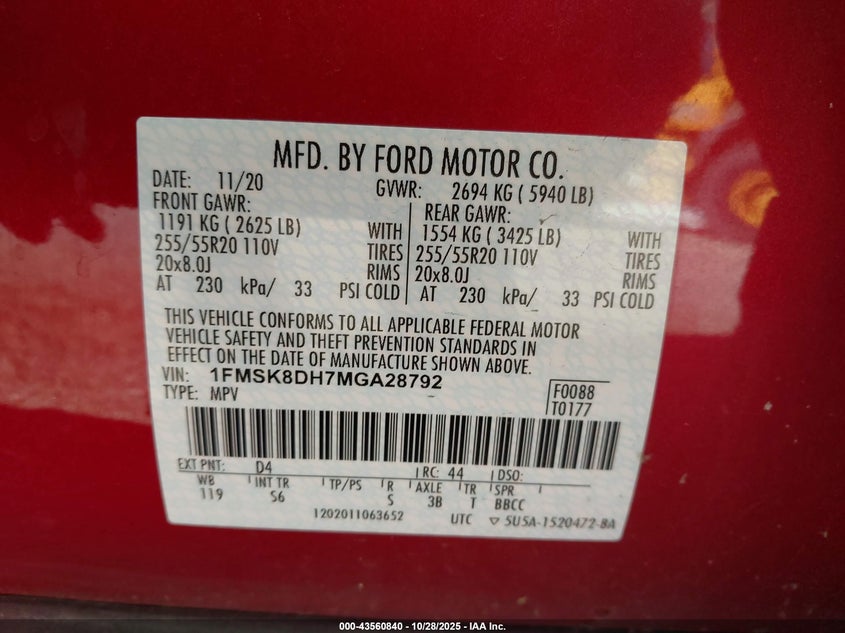 MFD. BY FORD MOTOR CO.
DATE: 11/20 GVWR: 2694 KG ( 5940 LB)
FRONT GAWR: REAR GAWR:
1191 KG ( 2625 LB) WITH 1554 KG ( 3425 LB) WITH
255/55R20 110V TIRES 255/55R20 110V TIRES
20x8.0J RIMS 20x8.0J RIMS
AT 230 kPa/ 33 PSI COLD AT 230 kPa/ 33 PSI COLD
THIS VEHICLE CONFORMS TO ALL APPLICABLE FEDERAL MOTOR
VEHICLE SAFETY AND THEFT PREVENTION STANDARDS IN
EFFECT ON THE DATE OF MANUFACTURE SHOWN ABOVE.
VIN: 1FMSK8DH7MGA28792 F0088
TYPE: MPV T0177
EXT PNT: D4 RC: 44 DSO:
WB INT TR TP/PS R AXLE TR SPR
119 S6 S 3B T BBCC
1202011063652 UTC ▽ 5U5A-1520472-BA
000-43560840 - 10/28/2025 - IAA Inc.